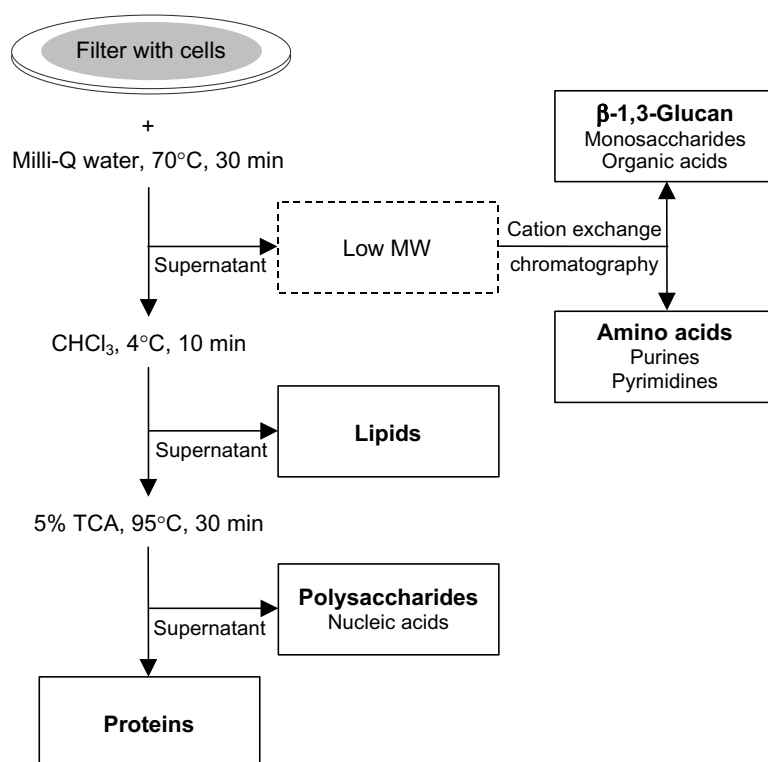 Filter with cells
+
Milli-Q water, 70°C, 30 min
Supernatant
Low MW
Cation exchange
chromatography
β-1,3-Glucan
Monosaccharides
Organic acids
Amino acids
Purines
Pyrimidines
CHCl₃, 4°C, 10 min
Supernatant
Lipids
5% TCA, 95°C, 30 min
Supernatant
Polysaccharides
Nucleic acids
Proteins